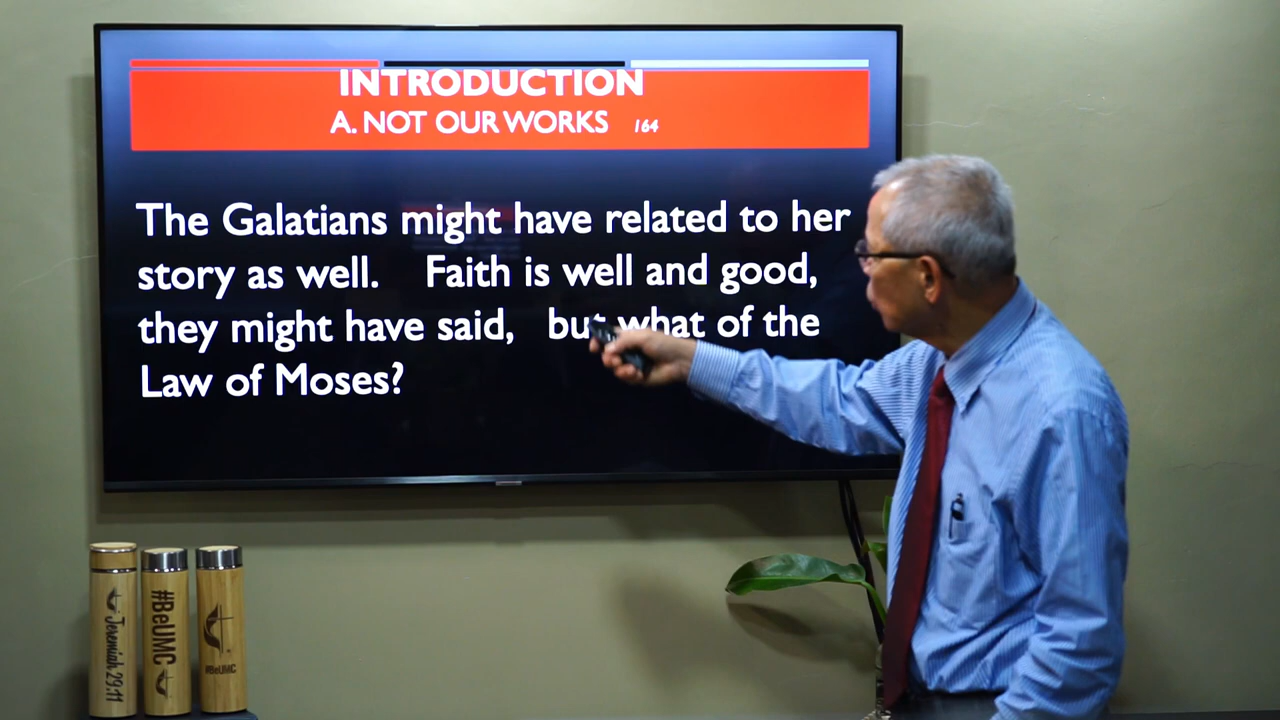 INTRODUCTION
A. NOT OUR WORKS 164
The Galatians might have related to her
story as well. Faith is well and good,
they might have said, but what of the
Law of Moses?
Jeremiah 29:11
#BeUMC
#BeUMC